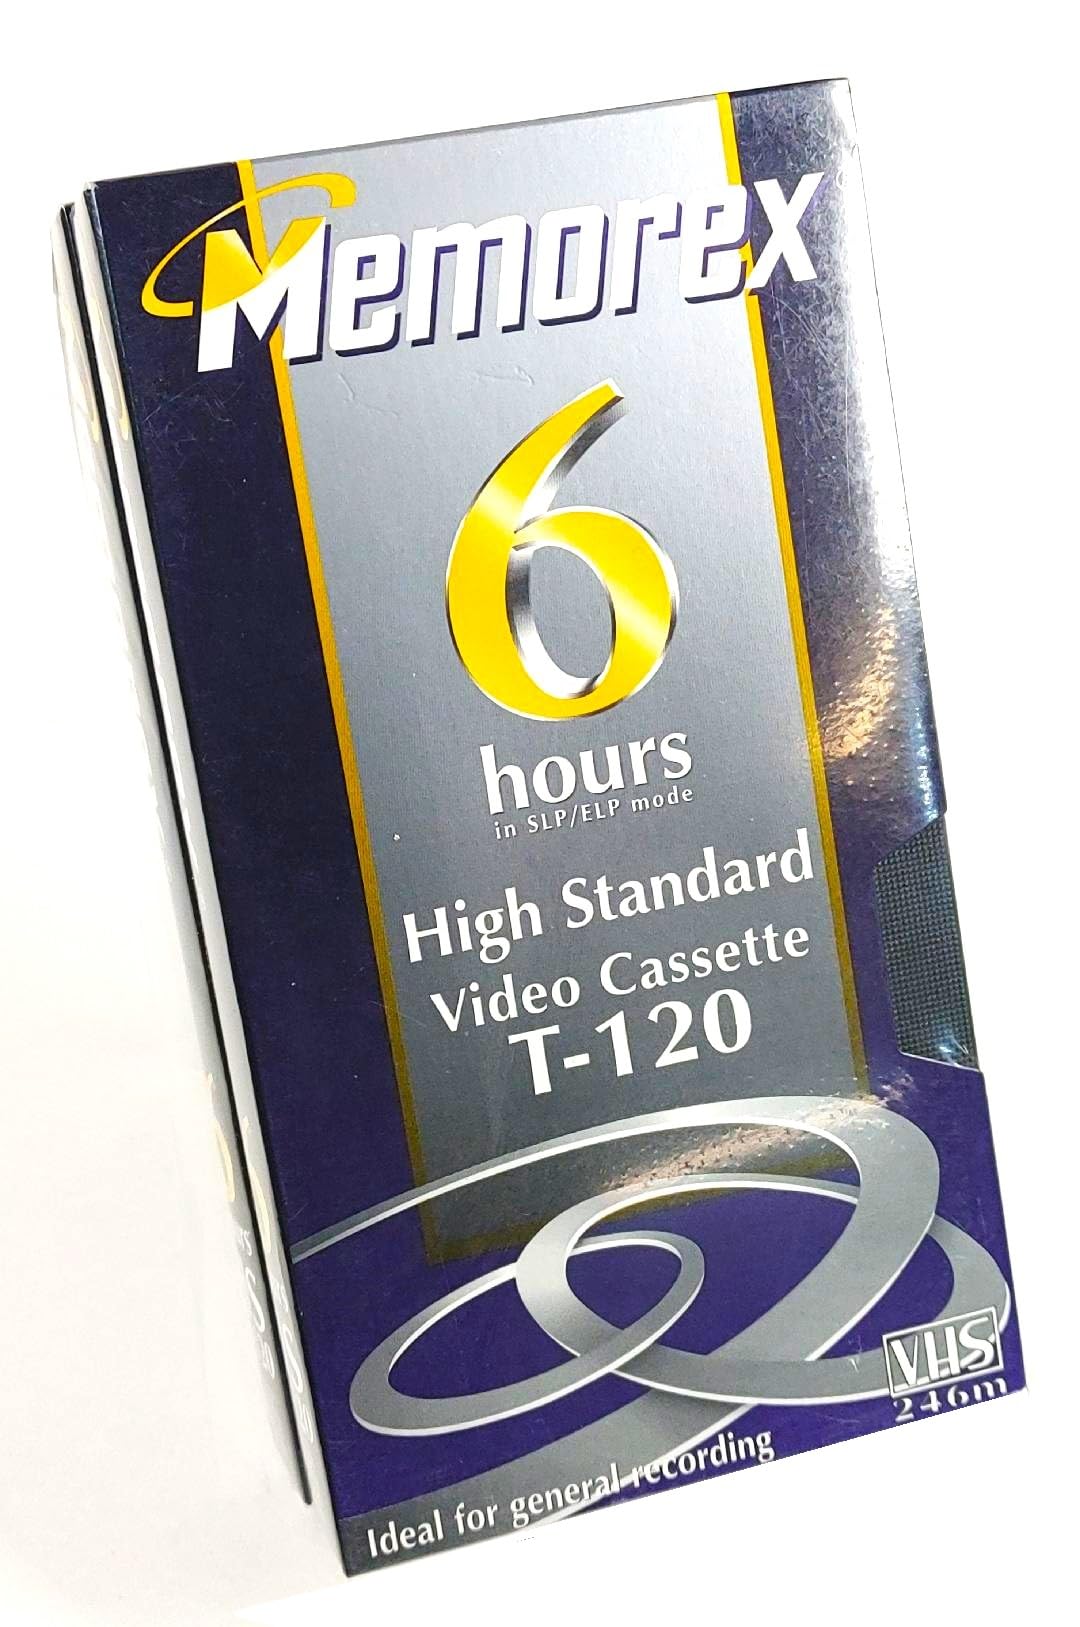 Memorex
6
hours
in SLP/ELP mode
High Standard
Video Cassette
T-120
VHS
246m
Ideal for general recording